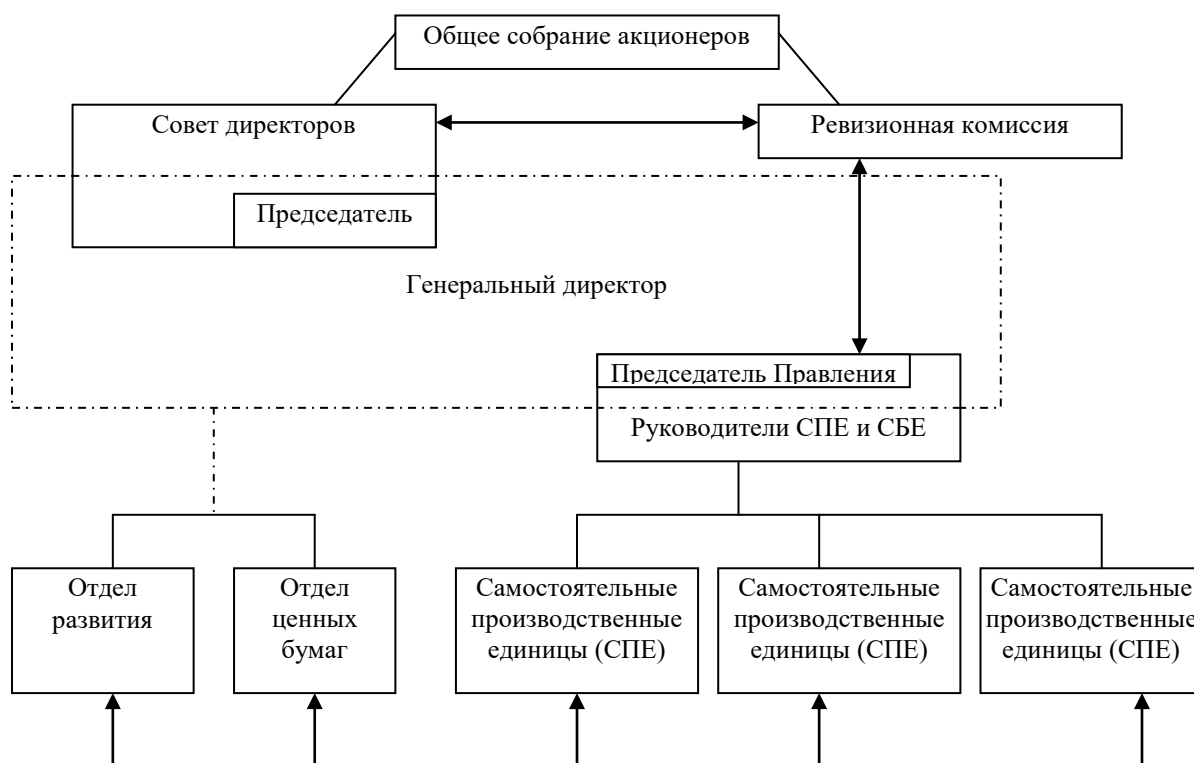 Общее собрание акционеров
Совет директоров
Ревизионная комиссия
Председатель
Генеральный директор
Председатель Правления
Руководители СПЕ и СБЕ
Отдел
развития
Отдел
ценных
бумаг
Самостоятельные
производственные
единицы (СПЕ)
Самостоятельные
производственные
единицы (СПЕ)
Самостоятельные
производственные
единицы (СПЕ)